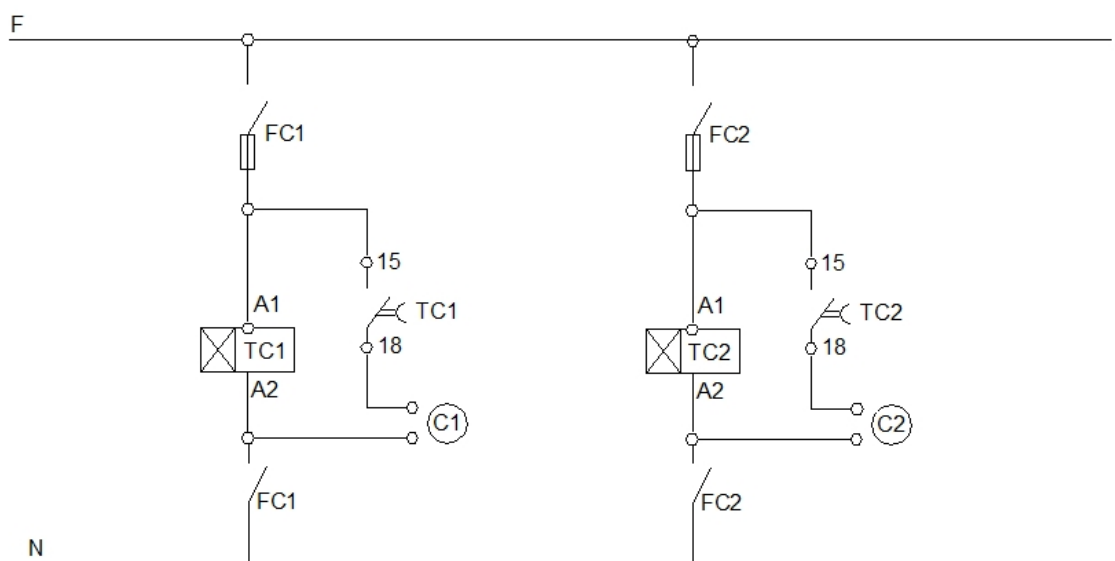 F
FC1 FC2
15 15
A1 TC1 A1 TC2
TC1 18 TC2 18
A2 A2
C1 C2
FC1 FC2
N